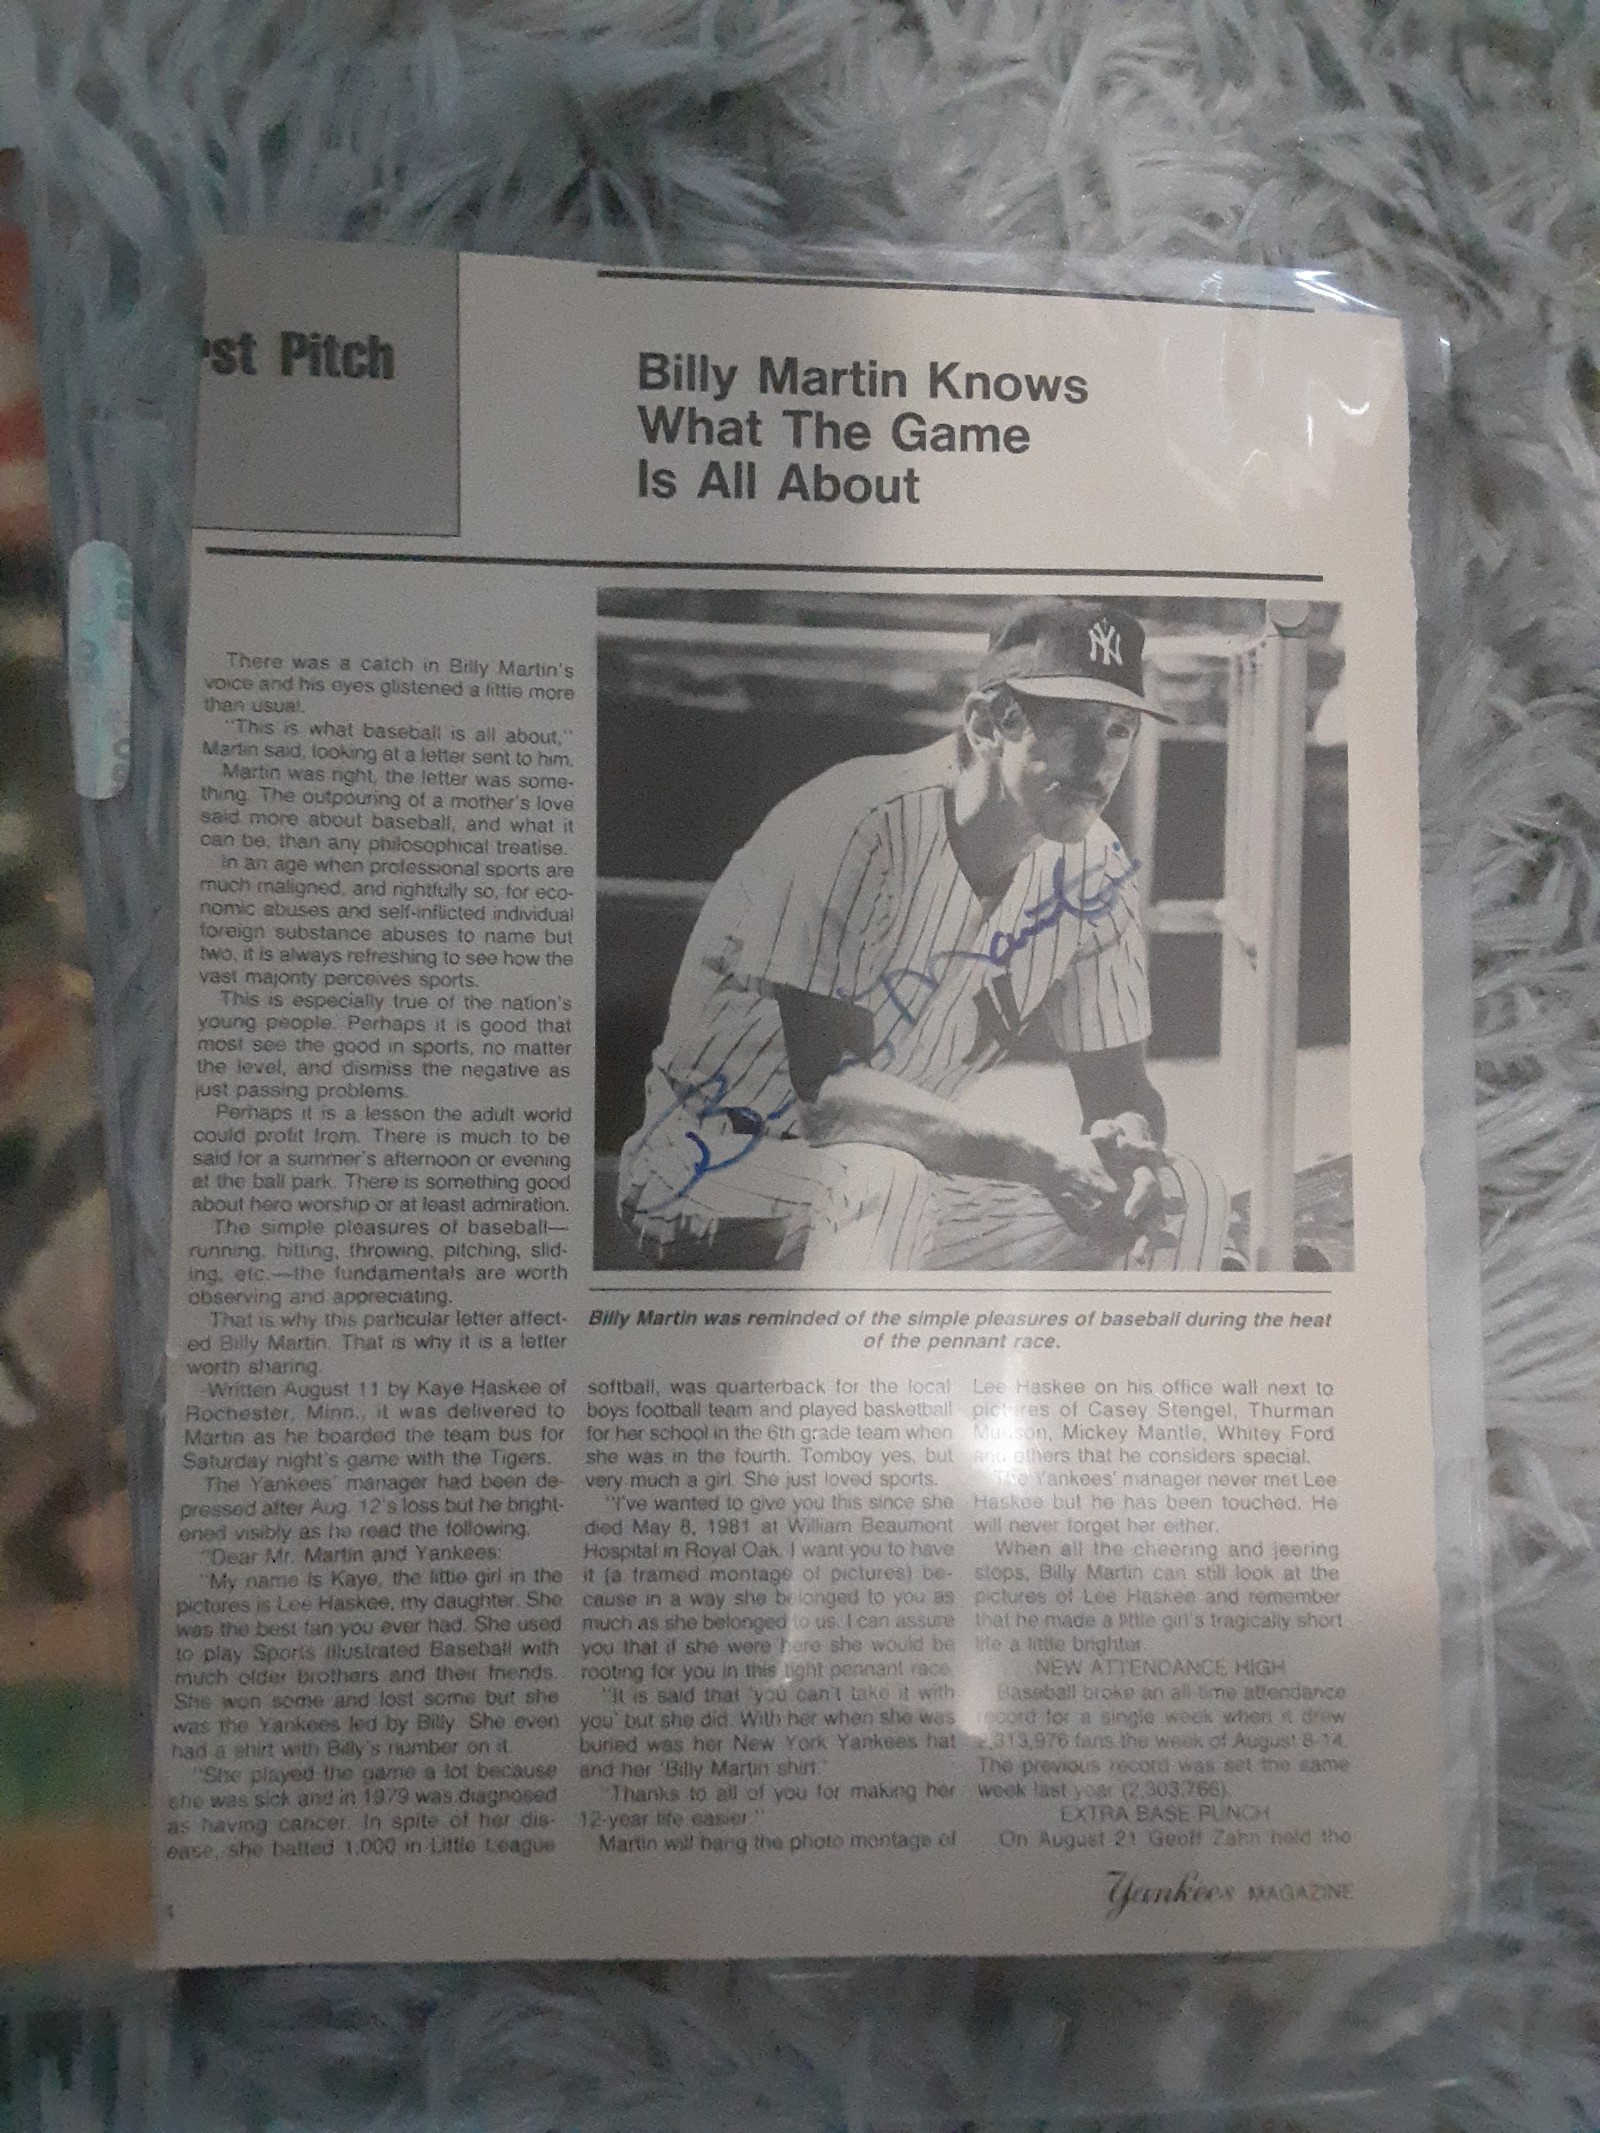 rst Pitch
Billy Martin Knows
What The Game
Is All About
There was a catch in Billy Martin's
voice and his eyes glistened a little more
than usual.
"This is what baseball is all about,"
Martin said, looking at a letter sent to him.
Martin was right, the letter was some-
thing. The outpouring of a mother's love
said more about baseball, and what it
can be, than any philosophical treatise.
In an age when professional sports are
much maligned, and rightfully so, for eco-
nomic abuses and self-inflicted individual
foreign substance abuses to name but
two, it is always refreshing to see how the
vast majority perceives sports.
This is especially true of the nation's
young people. Perhaps it is good that
most see the good in sports, no matter
the level, and dismiss the negative as
just passing problems.
Perhaps it is a lesson the adult world
could profit from. There is much to be
said for a summer's afternoon or evening
at the ball park. There is something good
about hero worship or at least admiration.
The simple pleasures of baseball—
running, hitting, throwing, pitching, slid-
ing, etc.—the fundamentals are worth
observing and appreciating.
That is why this particular letter affect-
ed Billy Martin. That is why it is a letter
worth sharing.
Written August 11 by Kaye Haskee of
Rochester, Minn., it was delivered to
Martin as he boarded the team bus for
Saturday night's game with the Tigers.
The Yankees' manager had been de-
pressed after Aug. 12's loss but he bright-
ened visibly as he read the following.
"Dear Mr. Martin and Yankees:
"My name is Kaye, the little girl in the
pictures is Lee Haskee, my daughter. She
was the best fan you ever had. She used
to play Sports Illustrated Baseball with
much older brothers and their friends.
She won some and lost some but she
was the Yankees led by Billy. She even
had a shirt with Billy's number on it.
"She played the game a lot because
she was sick and in 1979 was diagnosed
as having cancer. In spite of her dis-
ease, she batted 1.000 in Little League
Billy Martin
Billy Martin was reminded of the simple pleasures of baseball during the heat
of the pennant race.
softball, was quarterback for the local
boys football team and played basketball
for her school in the 6th grade team when
she was in the fourth. Tomboy yes, but
very much a girl. She just loved sports.
"I've wanted to give you this since she
died May 8, 1981 at William Beaumont
Hospital in Royal Oak. I want you to have
it (a framed montage of pictures) be-
cause in a way she belonged to you as
much as she belonged to us. I can assure
you that if she were here she would be
rooting for you in this tight pennant race.
"It is said that 'you can't take it with
you' but she did. With her when she was
buried was her New York Yankees hat
and her 'Billy Martin shirt.'
"Thanks to all of you for making her
12-year life easier."
Martin will hang the photo montage of
Lee Haskee on his office wall next to
pictures of Casey Stengel, Thurman
Munson, Mickey Mantle, Whitey Ford
and others that he considers special.
The Yankees' manager never met Lee
Haskee but he has been touched. He
will never forget her either.
When all the cheering and jeering
stops, Billy Martin can still look at the
pictures of Lee Haskee and remember
that he made a little girl's tragically short
life a little brighter.
NEW ATTENDANCE HIGH
Baseball broke an all-time attendance
record for a single week when it drew
2,313,976 fans the week of August 8-14.
The previous record was set the same
week last year (2,303,766).
EXTRA BASE PUNCH
On August 21 Geoff Zahn held the
4
Yankees MAGAZINE